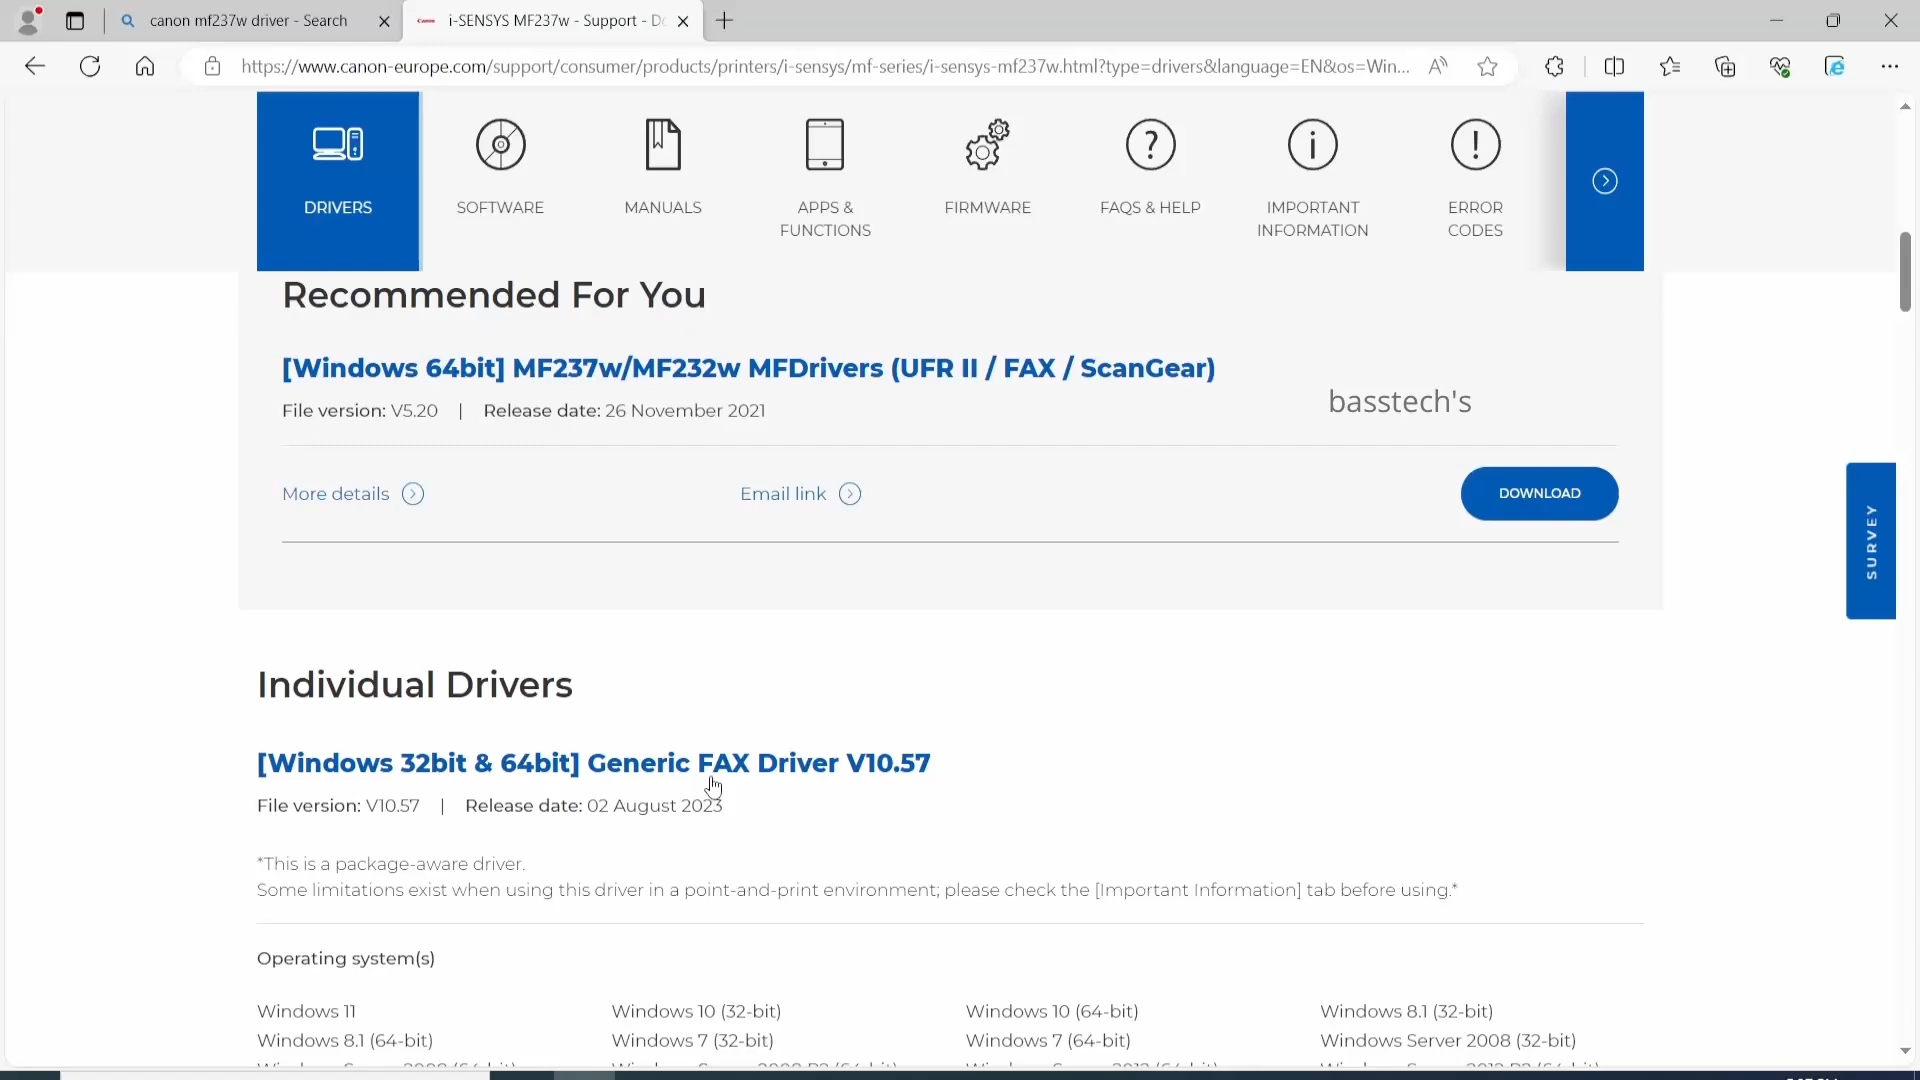 canon mf237w driver - Search
i-SENSYS MF237w - Support - Do
https://www.canon-europe.com/support/consumer/products/printers/i-sensys/mf-series/i-sensys-mf237w.html?type=drivers&language=EN&os=Win...
DRIVERS
SOFTWARE
MANUALS
APPS &
FUNCTIONS
FIRMWARE
FAQS & HELP
IMPORTANT
INFORMATION
ERROR
CODES
Recommended For You
[Windows 64bit] MF237w/MF232w MFDrivers (UFR II / FAX / ScanGear)
File version: V5.20 | Release date: 26 November 2021
basstech's
More details
Email link
DOWNLOAD
SURVEY
Individual Drivers
[Windows 32bit & 64bit] Generic FAX Driver V10.57
File version: V10.57 | Release date: 02 August 2023
*This is a package-aware driver.
Some limitations exist when using this driver in a point-and-print environment; please check the [Important Information] tab before using.*
Operating system(s)
Windows 11 Windows 10 (32-bit) Windows 10 (64-bit) Windows 8.1 (32-bit)
Windows 8.1 (64-bit) Windows 7 (32-bit) Windows 7 (64-bit) Windows Server 2008 (32-bit)